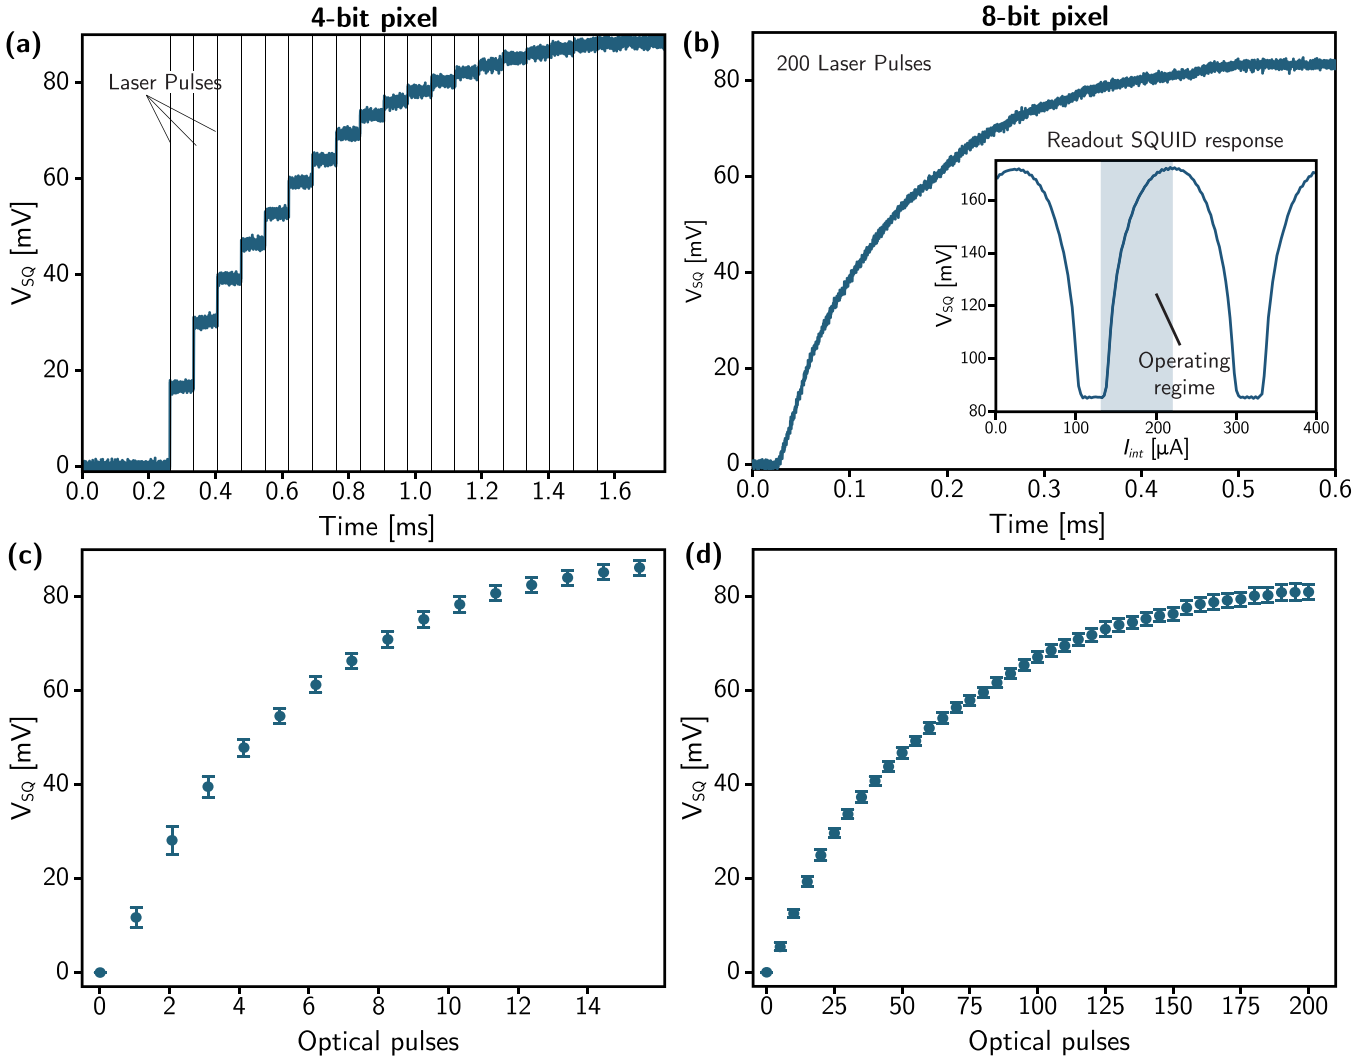 4-bit pixel
8-bit pixel
(a)
Laser Pulses
V_SQ [mV]
80
60
40
20
0
0.0 0.2 0.4 0.6 0.8 1.0 1.2 1.4 1.6
Time [ms]
(b)
200 Laser Pulses
V_SQ [mV]
80
60
40
20
0
0.0 0.1 0.2 0.3 0.4 0.5 0.6
Time [ms]
Readout SQUID response
V_SQ [mV]
160
140
120
100
80
Operating
regime
0.0 100 200 300 400
I_int [μA]
(c)
V_SQ [mV]
80
60
40
20
0
0 2 4 6 8 10 12 14
Optical pulses
(d)
V_SQ [mV]
80
60
40
20
0
0 25 50 75 100 125 150 175 200
Optical pulses